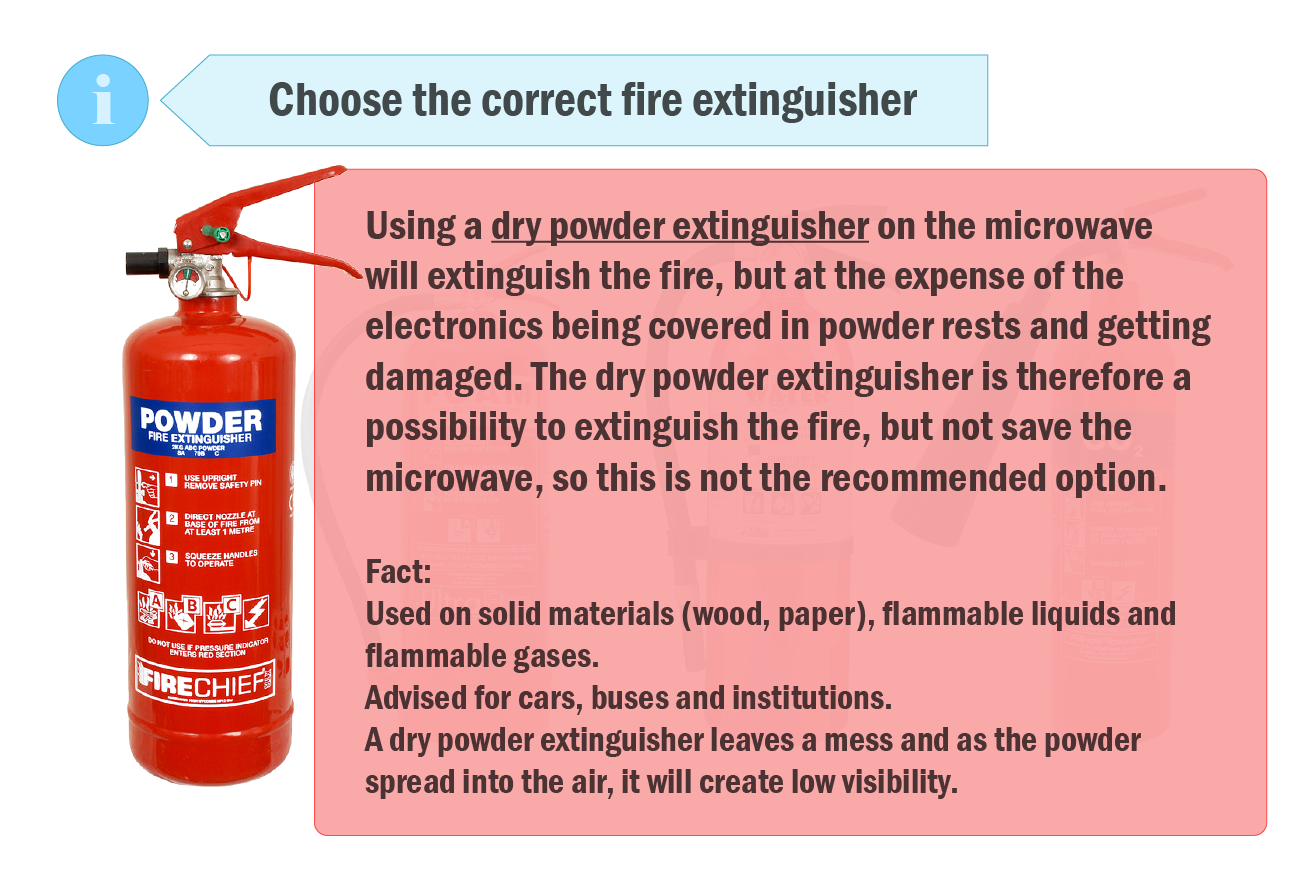 i
Choose the correct fire extinguisher
Using a dry powder extinguisher on the microwave
will extinguish the fire, but at the expense of the
electronics being covered in powder rests and getting
damaged. The dry powder extinguisher is therefore a
possibility to extinguish the fire, but not save the
microwave, so this is not the recommended option.
Fact:
Used on solid materials (wood, paper), flammable liquids and
flammable gases.
Advised for cars, buses and institutions.
A dry powder extinguisher leaves a mess and as the powder
spread into the air, it will create low visibility.
POWDER
FIRE EXTINGUISHER
2KG ABC POWDER
1 USE UPRIGHT
REMOVE SAFETY PIN
2 DIRECT NOZZLE AT
BASE OF FIRE FROM
AT LEAST 1 METRE
3 SQUEEZE HANDLES
TO OPERATE
A B C
DO NOT USE IF PRESSURE INDICATOR
ENTERS RED SECTION
FIRECHIEF
FOAM
WATER
CO2